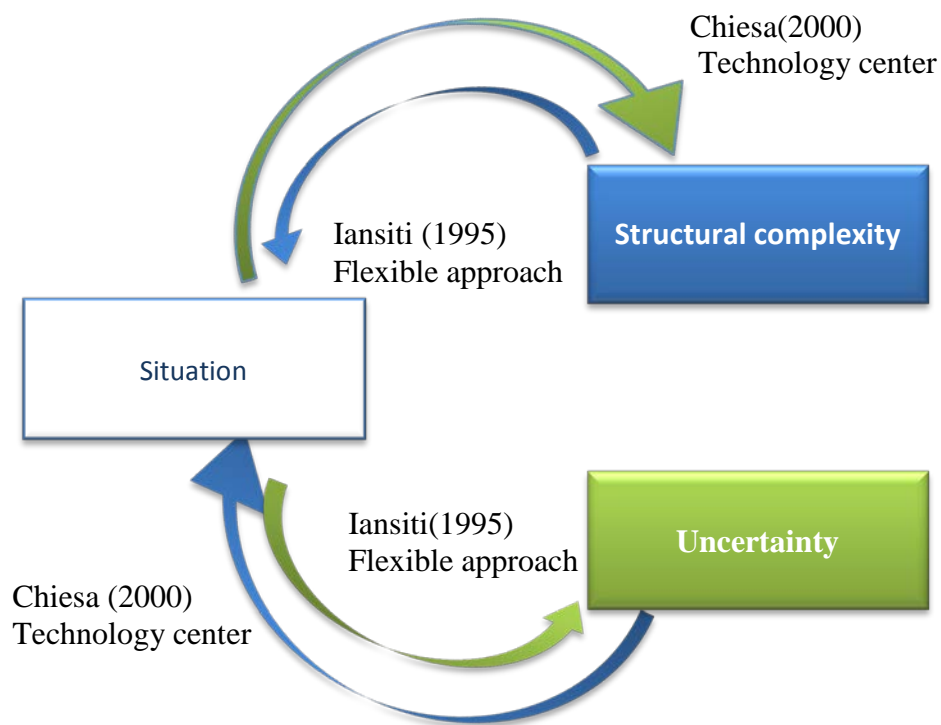 Chiesa(2000)
Technology center
Iansiti (1995)
Flexible approach
Structural complexity
Situation
Iansiti(1995)
Flexible approach
Uncertainty
Chiesa (2000)
Technology center